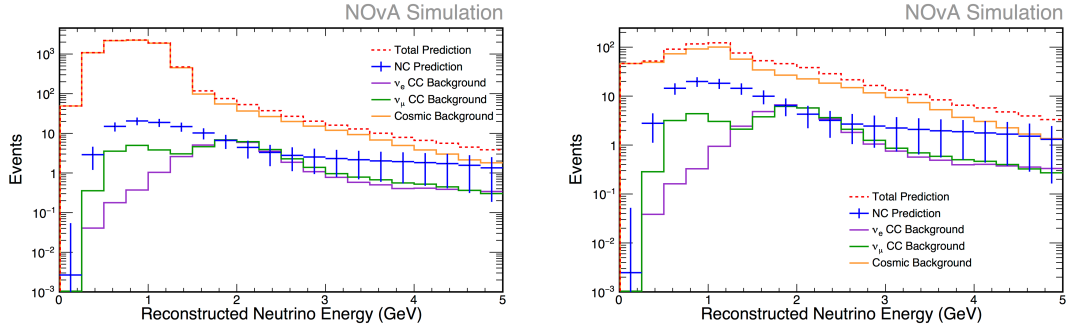 NOvA Simulation
10³
10²
10
1
10⁻¹
10⁻²
10⁻³
Events
Total Prediction
NC Prediction
νe CC Background
νμ CC Background
Cosmic Background
0 1 2 3 4 5
Reconstructed Neutrino Energy (GeV)
NOvA Simulation
10²
10
1
10⁻¹
10⁻²
10⁻³
Events
Total Prediction
NC Prediction
νe CC Background
νμ CC Background
Cosmic Background
0 1 2 3 4 5
Reconstructed Neutrino Energy (GeV)